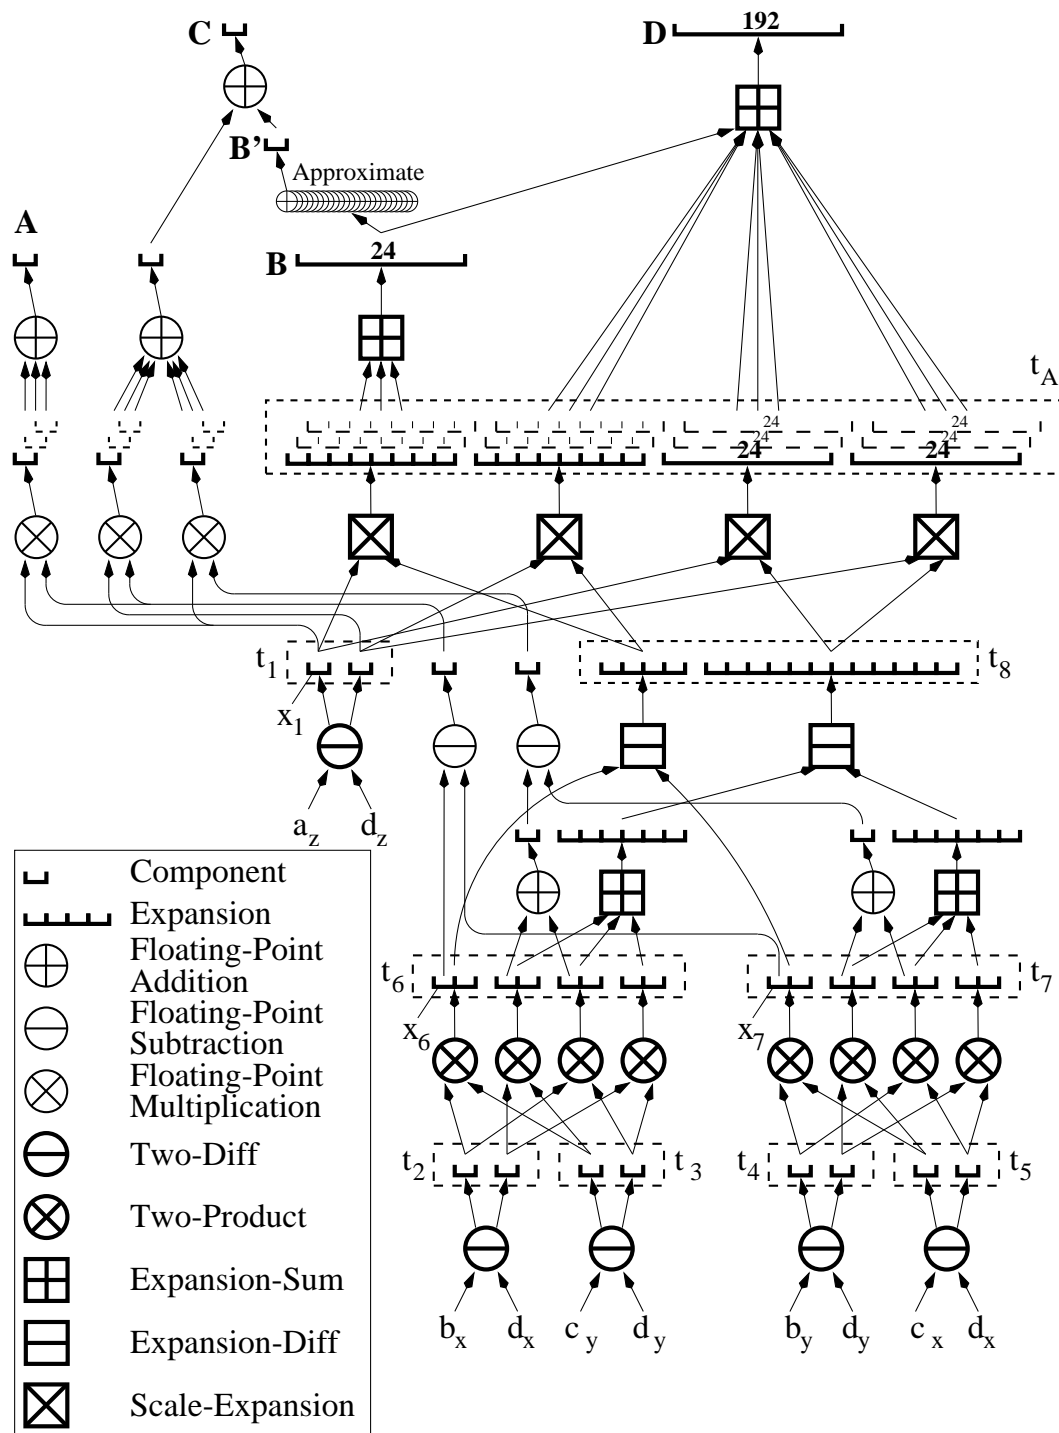 C
D 192
B’
Approximate
A
B 24
t_A
24 24
24 24
24 24
t_1
t_8
x_1
a_z d_z
Component
Expansion
Floating-Point
Addition
Floating-Point
Subtraction
Floating-Point
Multiplication
Two-Diff
Two-Product
Expansion-Sum
Expansion-Diff
Scale-Expansion
t_6 t_7
x_6 x_7
t_2 t_3 t_4 t_5
b_x d_x c_y d_y b_y d_y c_x d_x